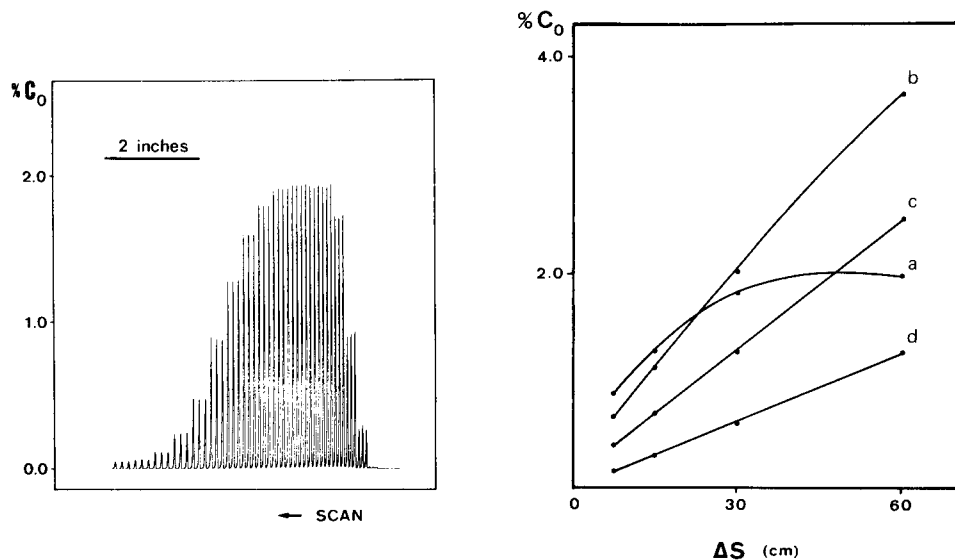 %C₀
2 inches
2.0
1.0
0.0
← SCAN
%C₀
4.0
b
c
2.0
a
d
0
30
60
ΔS (cm)